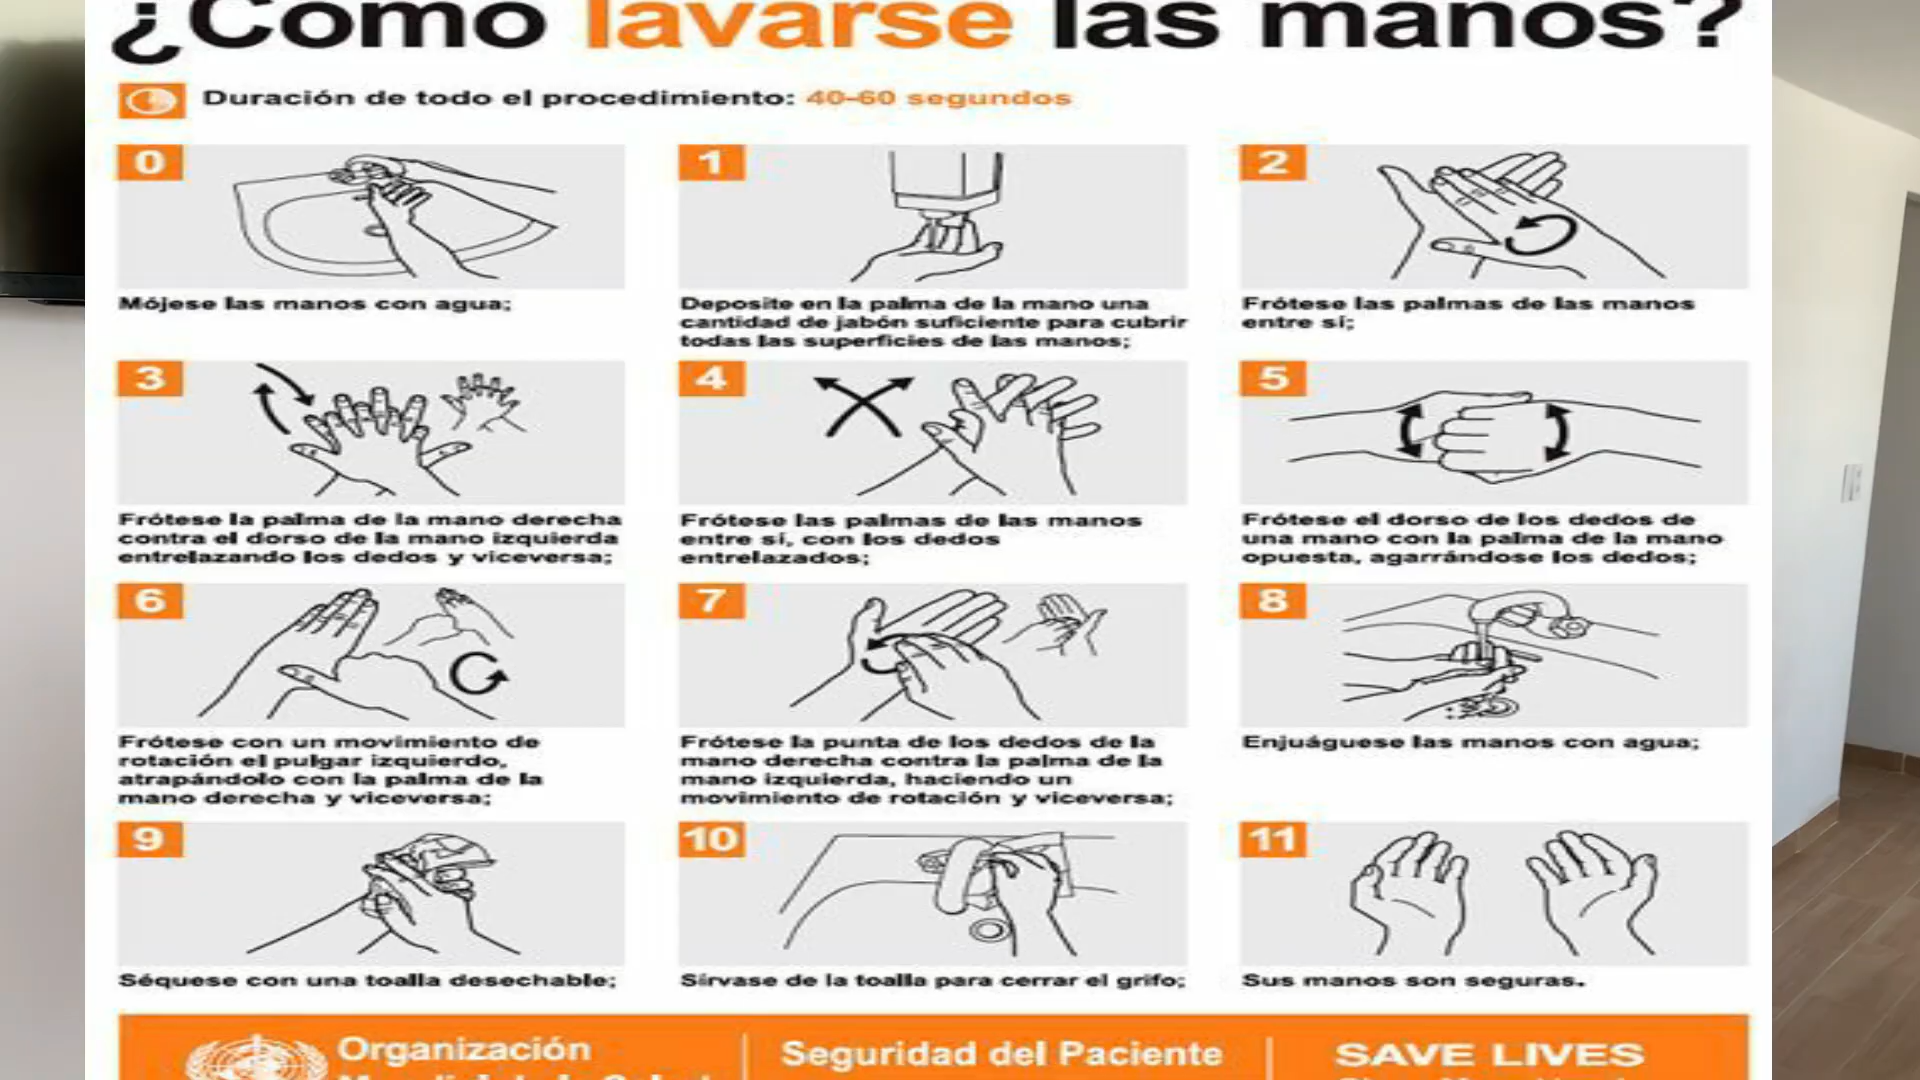 ¿Cómo lavarse las manos?
Duración de todo el procedimiento: 40-60 segundos
0
Mójese las manos con agua;
1
Deposite en la palma de la mano una
cantidad de jabón suficiente para cubrir
todas las superficies de las manos;
2
Frótese las palmas de las manos
entre sí;
3
Frótese la palma de la mano derecha
contra el dorso de la mano izquierda
entrelazando los dedos y viceversa;
4
Frótese las palmas de las manos
entre sí, con los dedos
entrelazados;
5
Frótese el dorso de los dedos de
una mano con la palma de la mano
opuesta, agarrándose los dedos;
6
Frótese con un movimiento de
rotación el pulgar izquierdo,
atrapándolo con la palma de la
mano derecha y viceversa;
7
Frótese la punta de los dedos de la
mano derecha contra la palma de la
mano izquierda, haciendo un
movimiento de rotación y viceversa;
8
Enjuáguese las manos con agua;
9
Séquese con una toalla desechable;
10
Sírvase de la toalla para cerrar el grifo;
11
Sus manos son seguras.
Organización
Seguridad del Paciente
SAVE LIVES